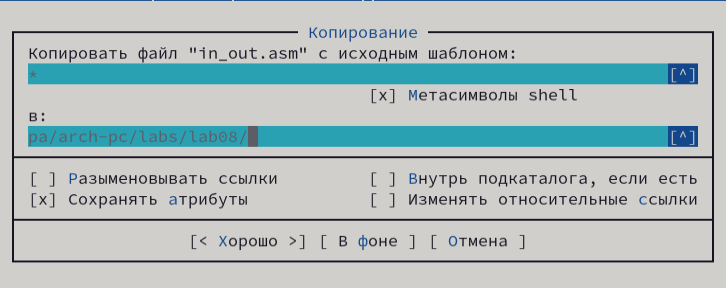 Копирование
Копировать файл "in_out.asm" с исходным шаблоном:
* [^]
[x] Метасимволы shell
в:
pa/arch-pc/labs/lab08/ [^]
[ ] Разыменовывать ссылки [ ] Внутрь подкаталога, если есть
[x] Сохранять атрибуты [ ] Изменять относительные ссылки
[< Хорошо >] [ В фоне ] [ Отмена ]